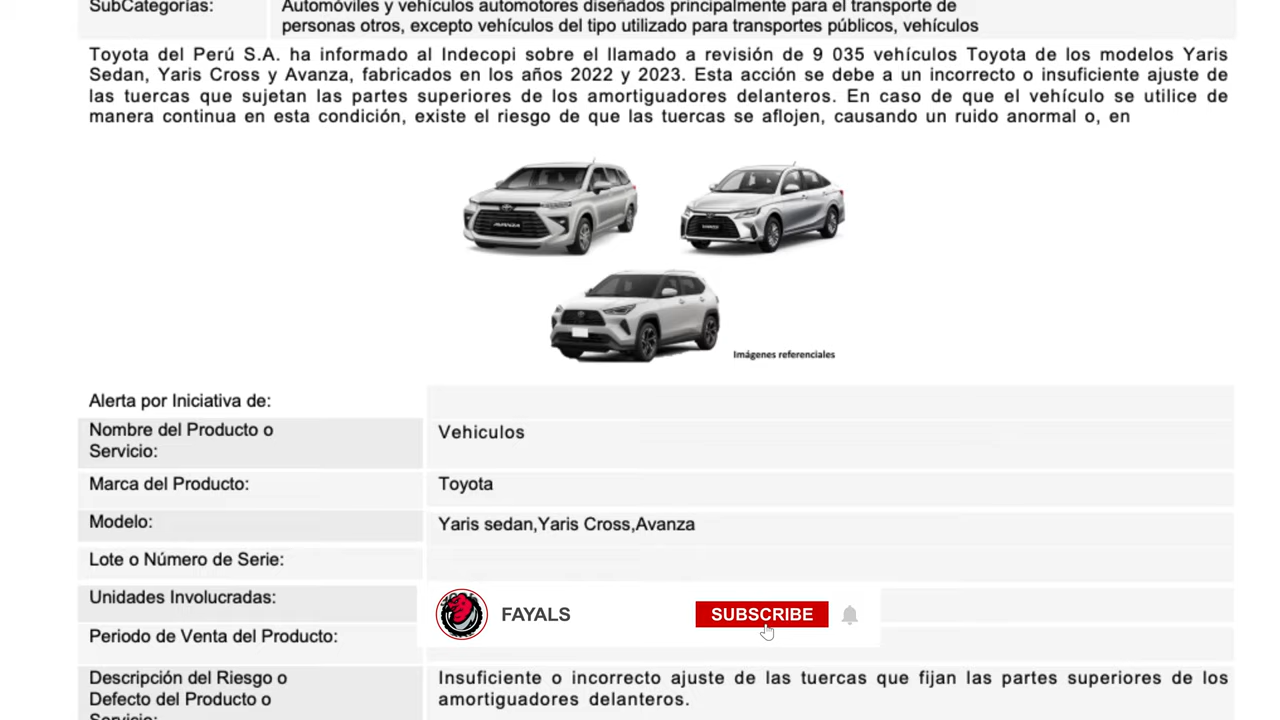 SubCategorías:
Automóviles y vehículos automotores diseñados principalmente para el transporte de
personas otros, excepto vehículos del tipo utilizado para transportes públicos, vehículos
Toyota del Perú S.A. ha informado al Indecopi sobre el llamado a revisión de 9 035 vehículos Toyota de los modelos Yaris
Sedan, Yaris Cross y Avanza, fabricados en los años 2022 y 2023. Esta acción se debe a un incorrecto o insuficiente ajuste de
las tuercas que sujetan las partes superiores de los amortiguadores delanteros. En caso de que el vehículo se utilice de
manera continua en esta condición, existe el riesgo de que las tuercas se aflojen, causando un ruido anormal o, en
AVANZA
Imágenes referenciales
Alerta por Iniciativa de:
Nombre del Producto o
Servicio:
Vehiculos
Marca del Producto:
Toyota
Modelo:
Yaris sedan,Yaris Cross,Avanza
Lote o Número de Serie:
Unidades Involucradas:
FAYALS
SUBSCRIBE
Periodo de Venta del Producto:
Descripción del Riesgo o
Defecto del Producto o
Servicio:
Insuficiente o incorrecto ajuste de las tuercas que fijan las partes superiores de los
amortiguadores delanteros.